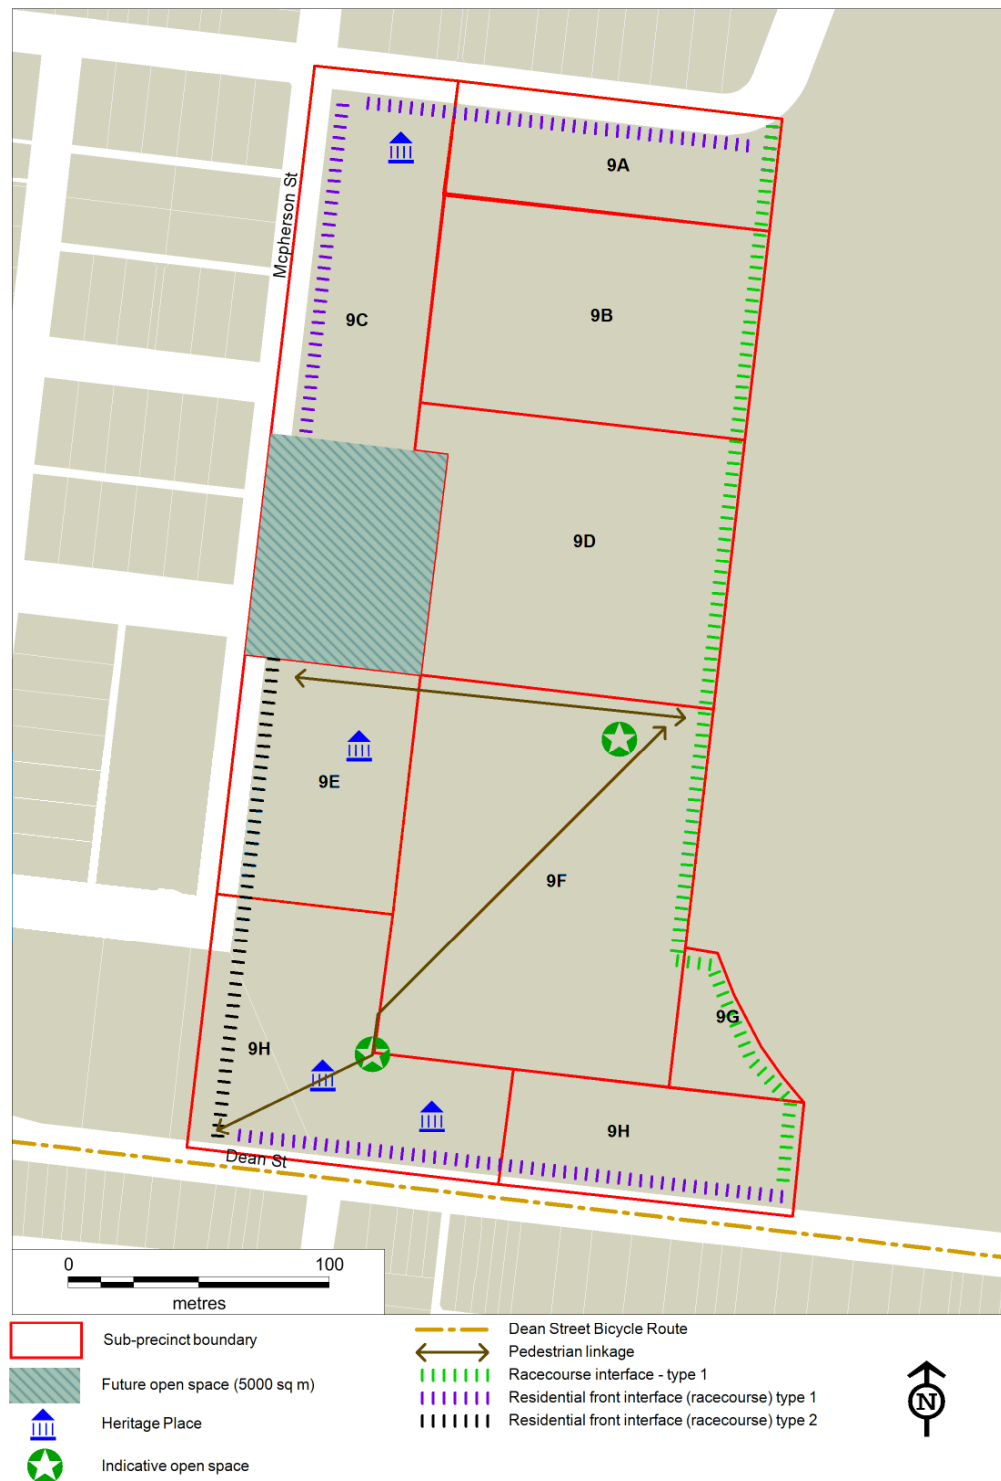 9A
Mcpherson St
9B
9C
9D
9E
9F
9G
9H
9H
Dean St
0 100
metres
Sub-precinct boundary
Future open space (5000 sq m)
Heritage Place
Indicative open space
Dean Street Bicycle Route
Pedestrian linkage
Racecourse interface - type 1
Residential front interface (racecourse) type 1
Residential front interface (racecourse) type 2
N